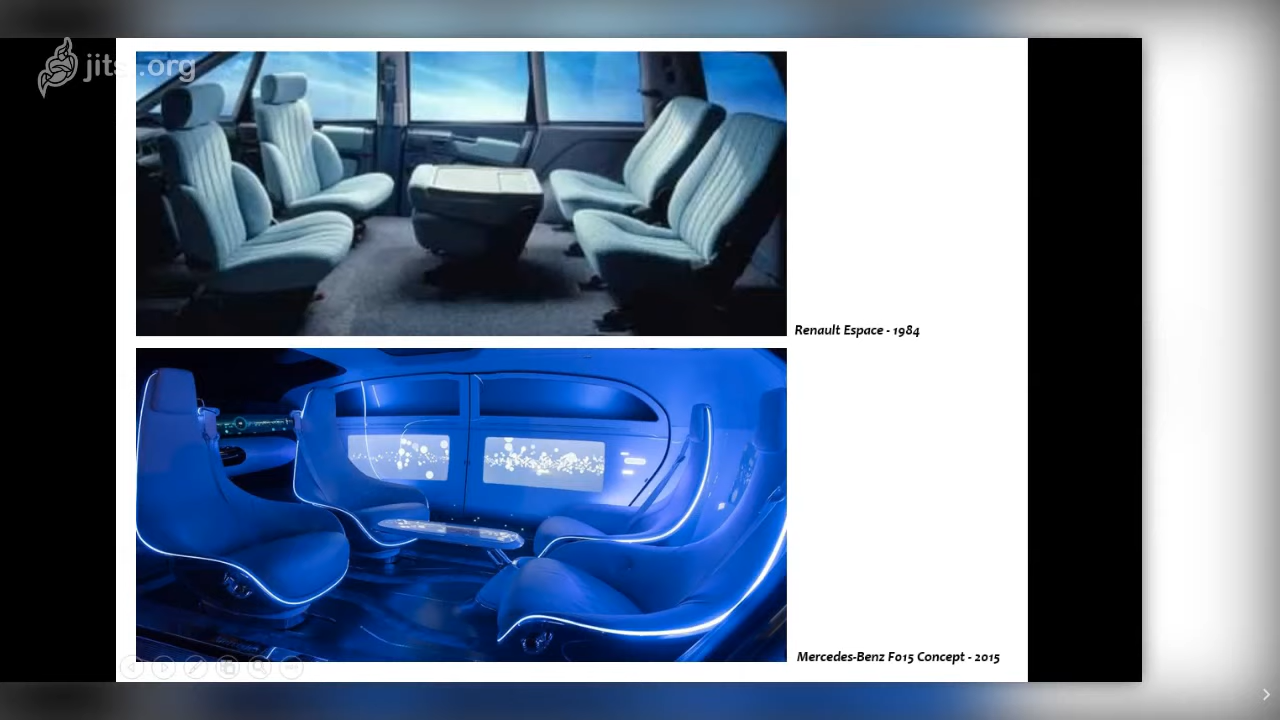 jitsi.org
Renault Espace - 1984
Mercedes-Benz F015 Concept - 2015